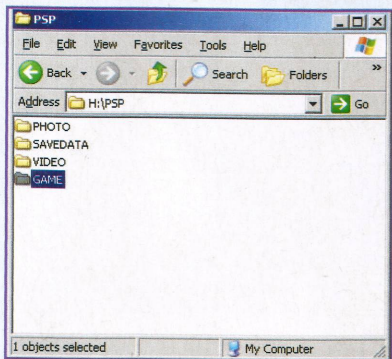 PSP
File Edit View Favorites Tools Help
Back Search Folders »
Address H:\PSP Go
PHOTO
SAVEDATA
VIDEO
GAME
1 objects selected My Computer